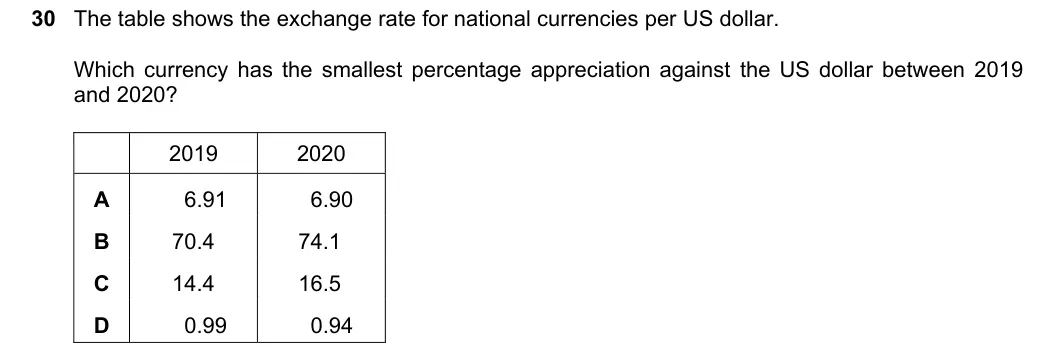 30 The table shows the exchange rate for national currencies per US dollar.
Which currency has the smallest percentage appreciation against the US dollar between 2019
and 2020?
2019 2020
A 6.91 6.90
B 70.4 74.1
C 14.4 16.5
D 0.99 0.94